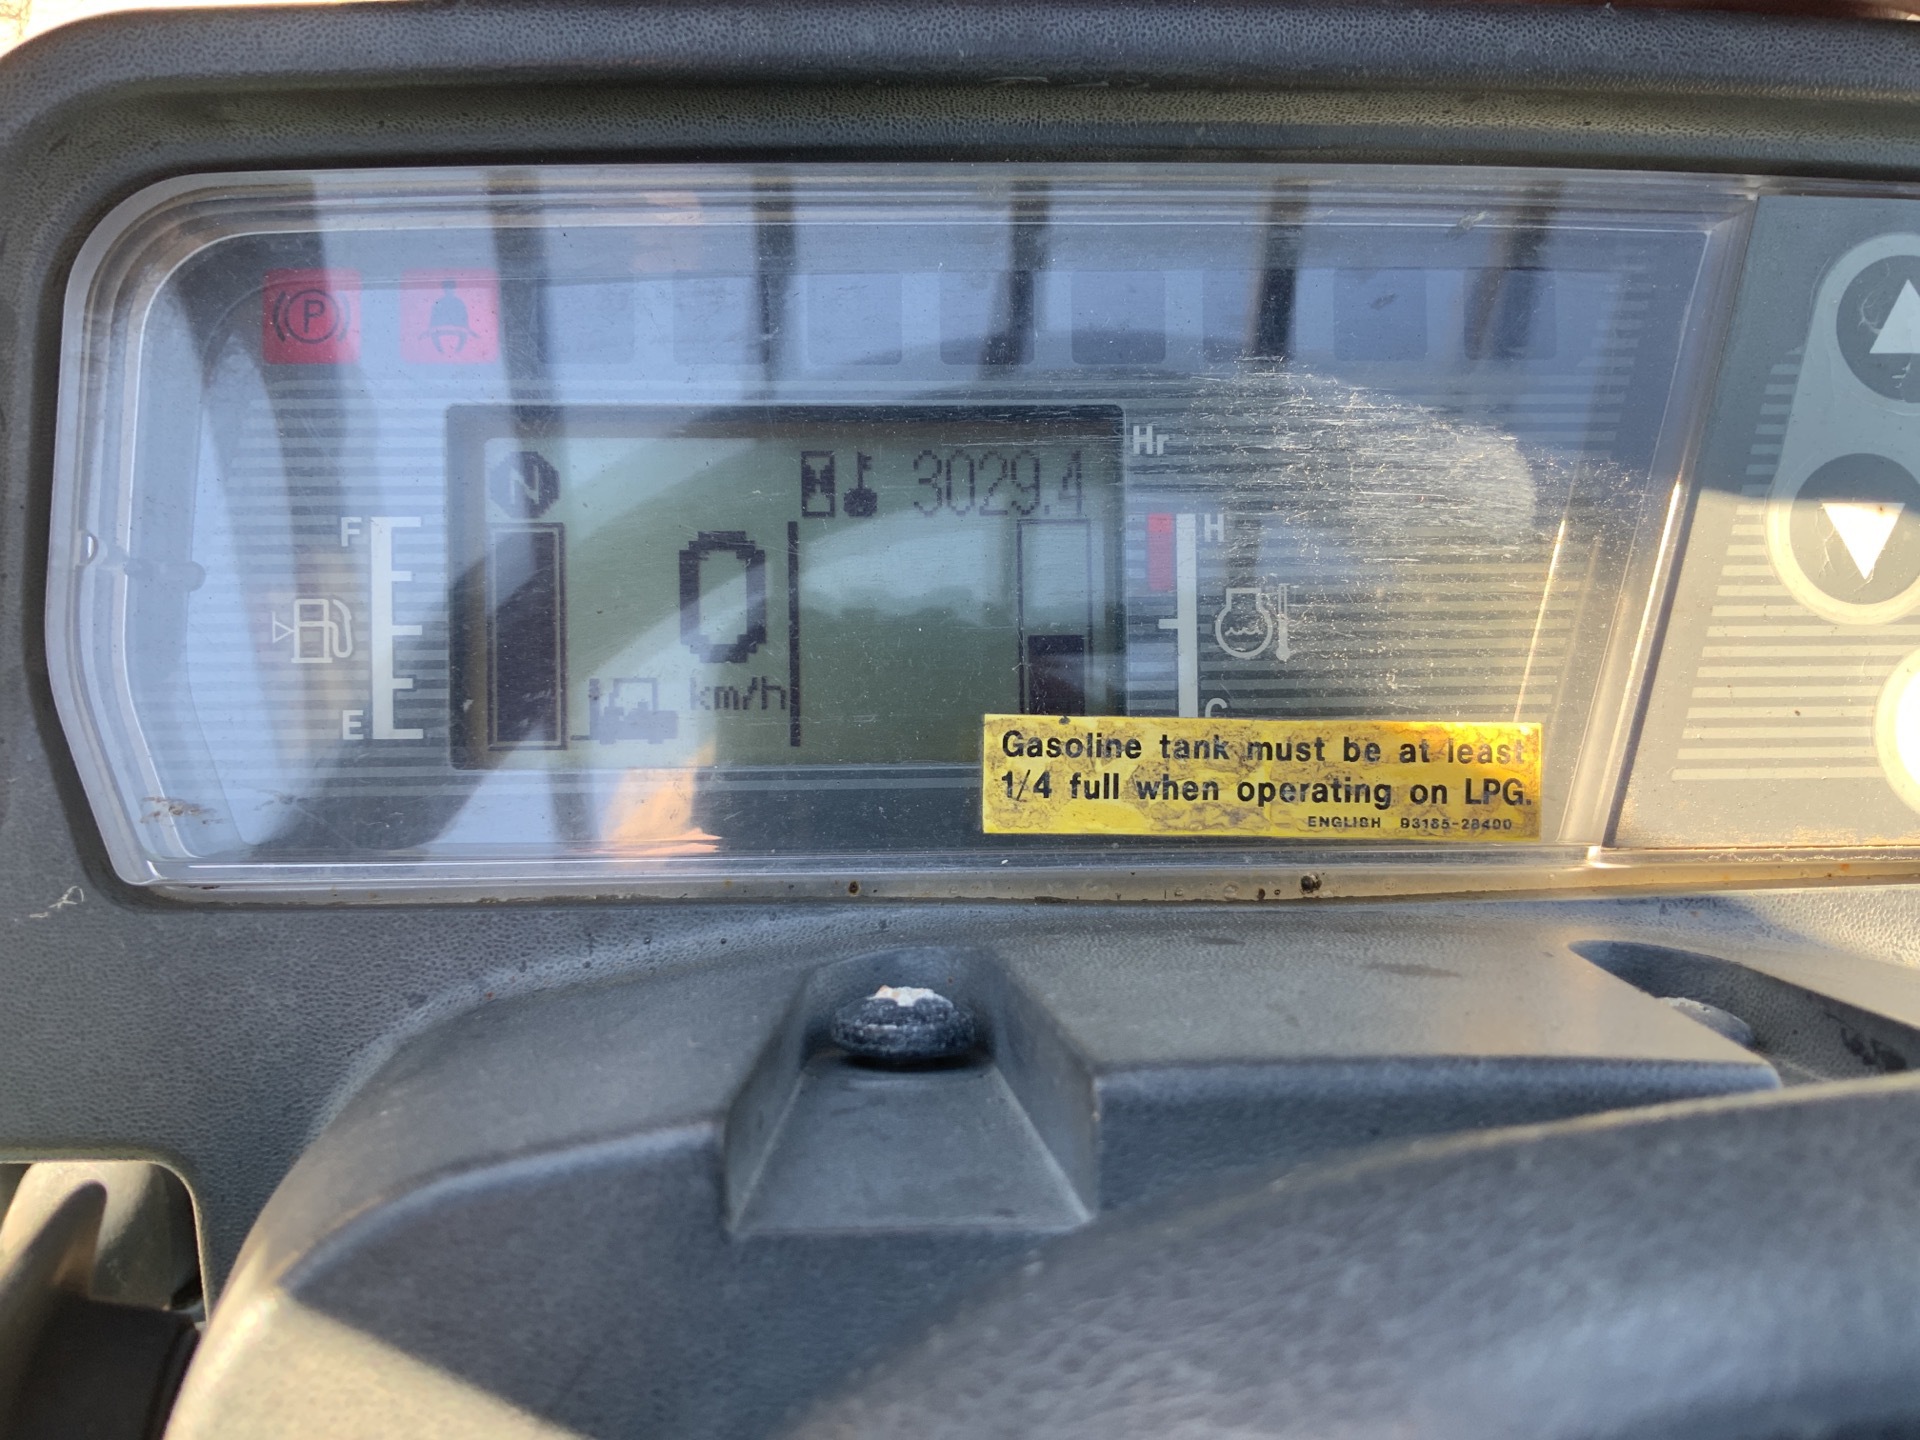 P
Hr
N
3029.4
F
H
0
km/h
E
C
Gasoline tank must be at least
1/4 full when operating on LPG.
ENGLISH 93185-28400